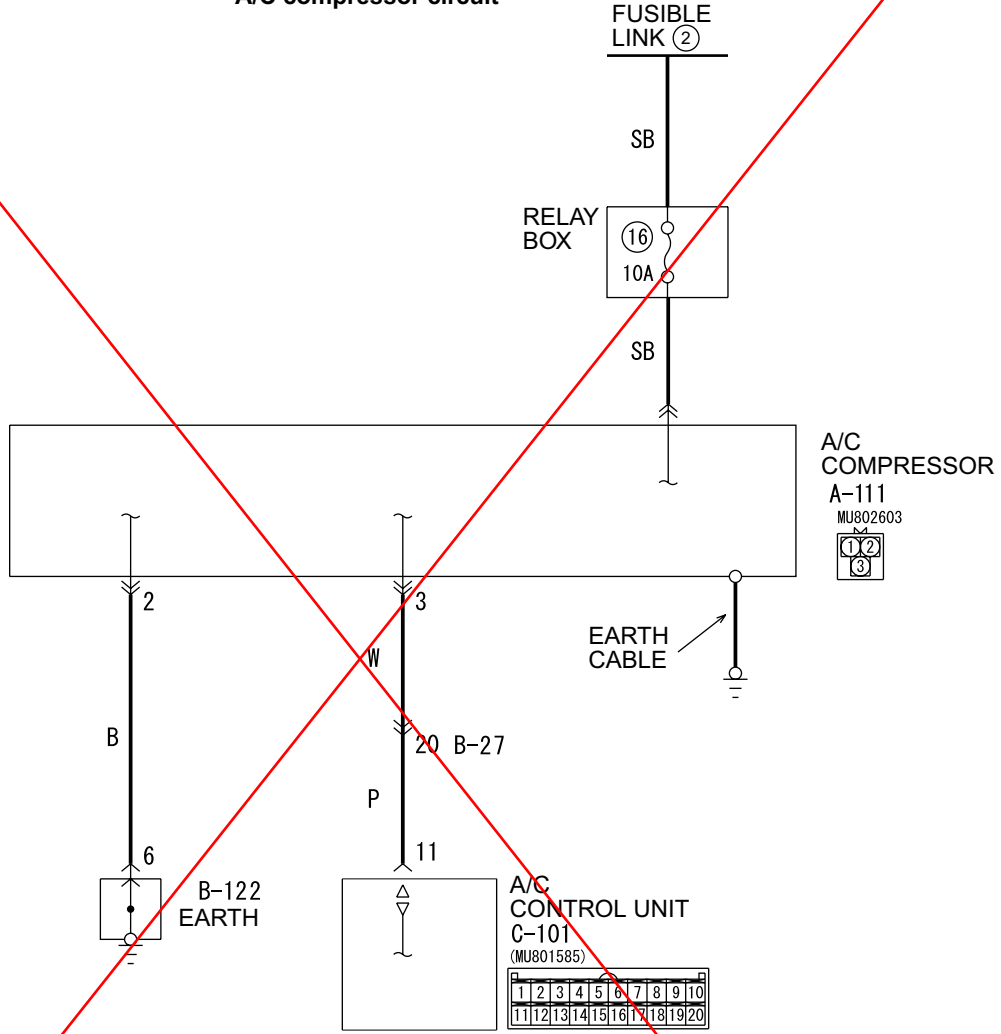 A/C compressor circuit
FUSIBLE
LINK 2
SB
RELAY
BOX
16
10A
SB
A/C
COMPRESSOR
A-111
MU802603
1 2
3
2
3
EARTH
CABLE
W
B
20 B-27
P
6
11
B-122
EARTH
A/C
CONTROL UNIT
C-101
(MU801585)
1 2 3 4 5 6 7 8 9 10
11 12 13 14 15 16 17 18 19 20